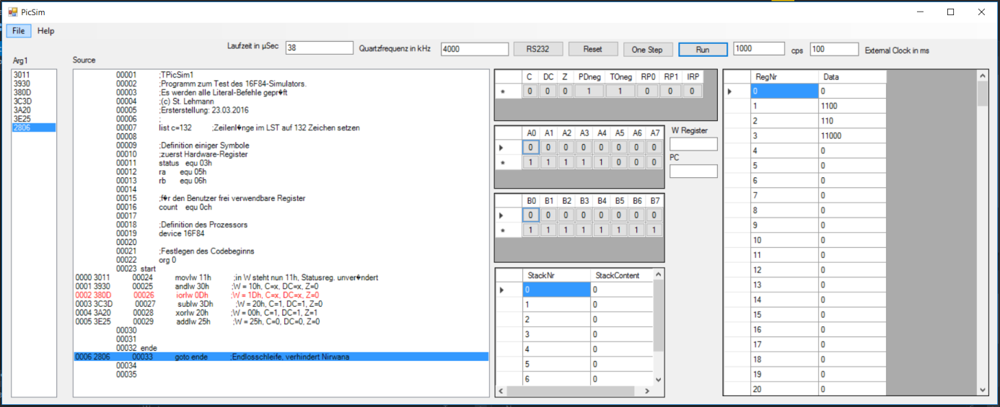 PicSim
File Help
Laufzeit in µSec 38 Quartzfrequenz in kHz 4000 RS232 Reset One Step Run 1000 cps 100 External Clock in ms
Arg1 Source
3011
3930
380D
3C3D
3A20
3E25
2806
00001 ;TPicSim1
00002 ;Programm zum Test des 16F84-Simulators.
00003 ;Es werden alle Literal-Befehle gepr�ft
00004 ;(c) St. Lehmann
00005 ;Ersterstellung: 23.03.2016
00006 ;
00007 list c=132 ;Zeilenl�nge im LST auf 132 Zeichen setzen
00008
00009 ;Definition einiger Symbole
00010 ;zuerst Hardware-Register
00011 status equ 03h
00012 ra equ 05h
00013 rb equ 06h
00014
00015 ;f�r den Benutzer frei verwendbare Register
00016 count equ 0ch
00017
00018 ;Definition des Prozessors
00019 device 16F84
00020
00021 ;Festlegen des Codebeginns
00022 org 0
00023 start
0000 3011 00024 movlw 11h ;in W steht nun 11h, Statusreg. unver�ndert
0001 3930 00025 andlw 30h ;W = 10h, C=x, DC=x, Z=0
0002 380D 00026 iorlw 0Dh ;W = 1Dh, C=x, DC=x, Z=0
0003 3C3D 00027 sublw 3Dh ;W = 20h, C=1, DC=1, Z=0
0004 3A20 00028 xorlw 20h ;W = 00h, C=1, DC=1, Z=1
0005 3E25 00029 addlw 25h ;W = 25h, C=0, DC=0, Z=0
00030
00031
00032 ende
0006 2806 00033 goto ende ;Endlosschleife, verhindert Nirwana
00034
00035
C DC Z PDneg TOneg RP0 RP1 IRP
* 0 0 0 1 1 0 0 0
A0 A1 A2 A3 A4 A5 A6 A7
0 0 0 0 0 0 0 0
* 1 1 1 1 1 0 0 0
W Register
PC
B0 B1 B2 B3 B4 B5 B6 B7
0 0 0 0 0 0 0 0
* 1 1 1 1 1 1 1 1
StackNr StackContent
0 0
1 0
2 0
3 0
4 0
5 0
6 0
RegNr Data
0 0
1 1100
2 110
3 11000
4 0
5 0
6 0
7 0
8 0
9 0
10 0
11 0
12 0
13 0
14 0
15 0
16 0
17 0
18 0
19 0
20 0